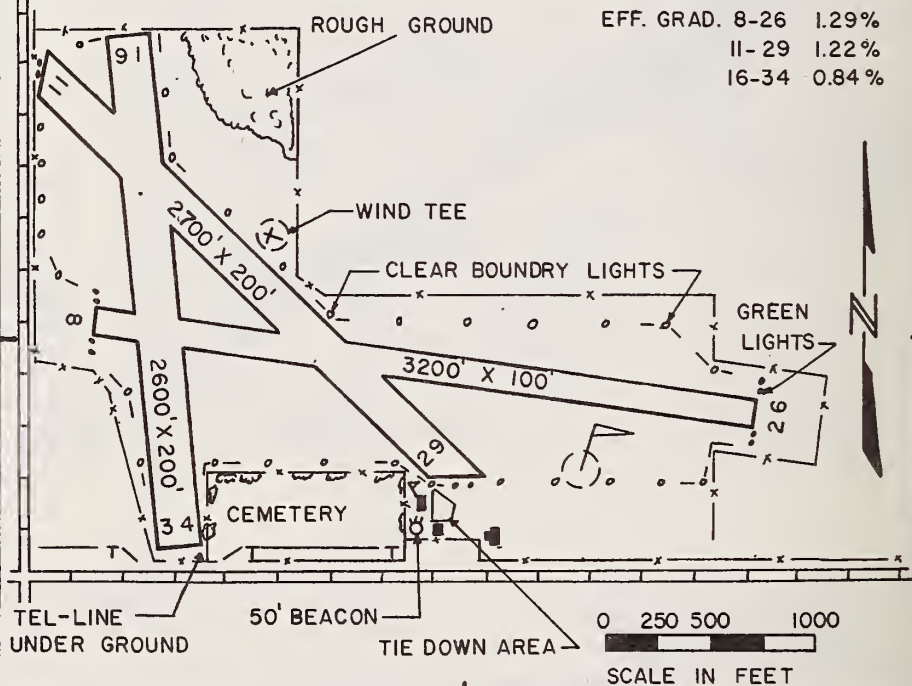 ROUGH GROUND
EFF. GRAD. 8-26 1.29%
11-29 1.22%
16-34 0.84%
16
11
2700' X 200'
WIND TEE
CLEAR BOUNDRY LIGHTS
N
GREEN
LIGHTS
8
3200' X 100'
26
2600' X 200'
29
34
CEMETERY
T
T
TEL-LINE
UNDER GROUND
50' BEACON
TIE DOWN AREA
0 250 500 1000
SCALE IN FEET